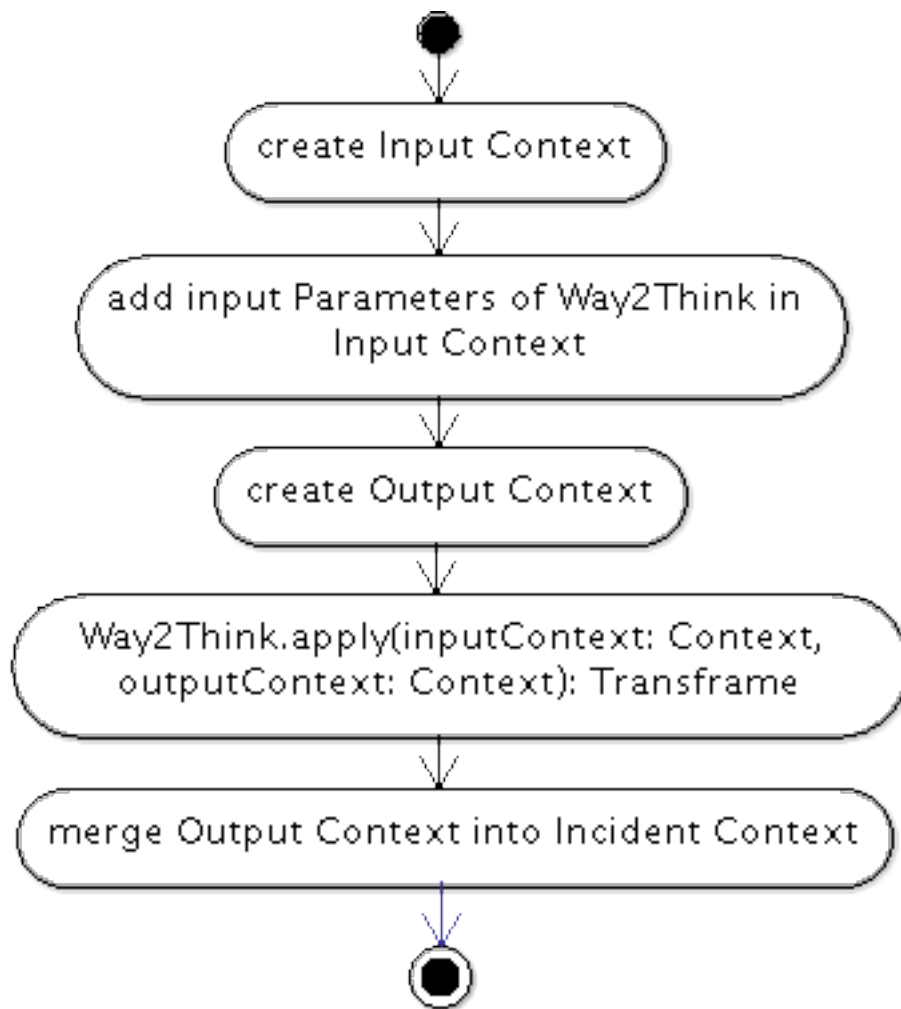 create Input Context
add input Parameters of Way2Think in
Input Context
create Output Context
Way2Think.apply(inputContext: Context,
outputContext: Context): Transframe
merge Output Context into Incident Context